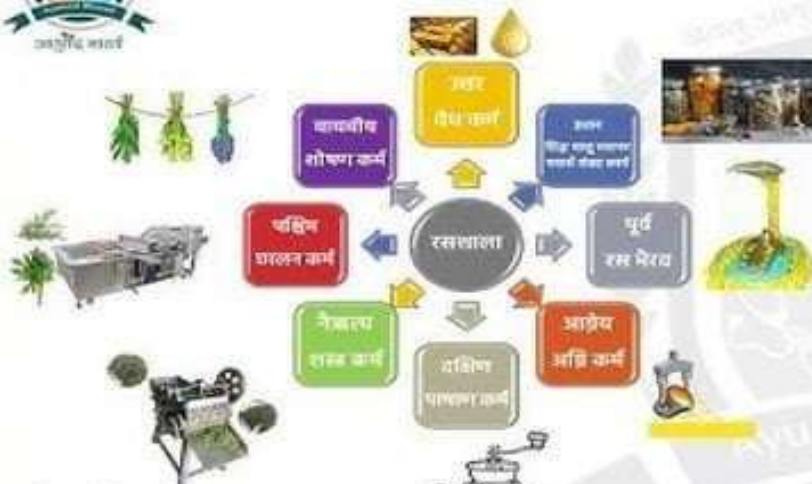 उत्तर
वेध कर्म
वायवीय
शोषण कर्म
पश्चिम
क्षालन कर्म
रसशाला
पूर्व
रस भैरव
नैऋत्य
शस्त्र कर्म
आग्नेय
अग्नि कर्म
दक्षिण
पाषाण कर्म